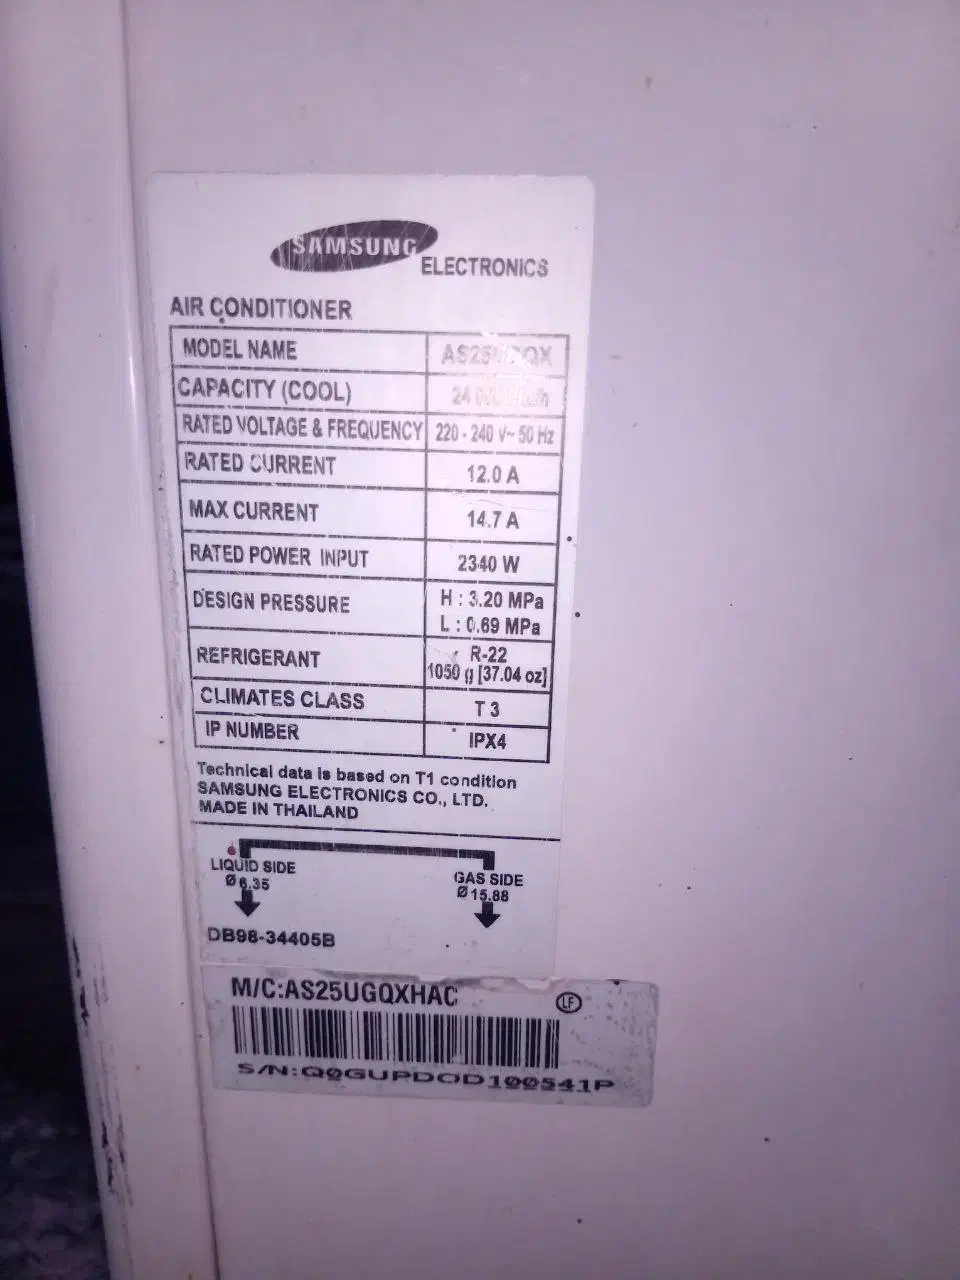 SAMSUNG
ELECTRONICS
AIR CONDITIONER
MODEL NAME
CAPACITY (COOL) 24
RATED VOLTAGE & FREQUENCY 220 - 240 V~ 50 Hz
RATED CURRENT 12.0 A
MAX CURRENT 14.7 A
RATED POWER INPUT 2340 W
DESIGN PRESSURE H : 3.20 MPa
L : 0.69 MPa
REFRIGERANT R-22
1050 g [37.04 oz]
CLIMATES CLASS T 3
IP NUMBER IPX4
Technical data is based on T1 condition
SAMSUNG ELECTRONICS CO., LTD.
MADE IN THAILAND
LIQUID SIDE GAS SIDE
Ø 6.35 Ø 15.88
DB98-34405B
M/C:AS25UGQXHAC LF
S/N:Q0GUPDOD100541P